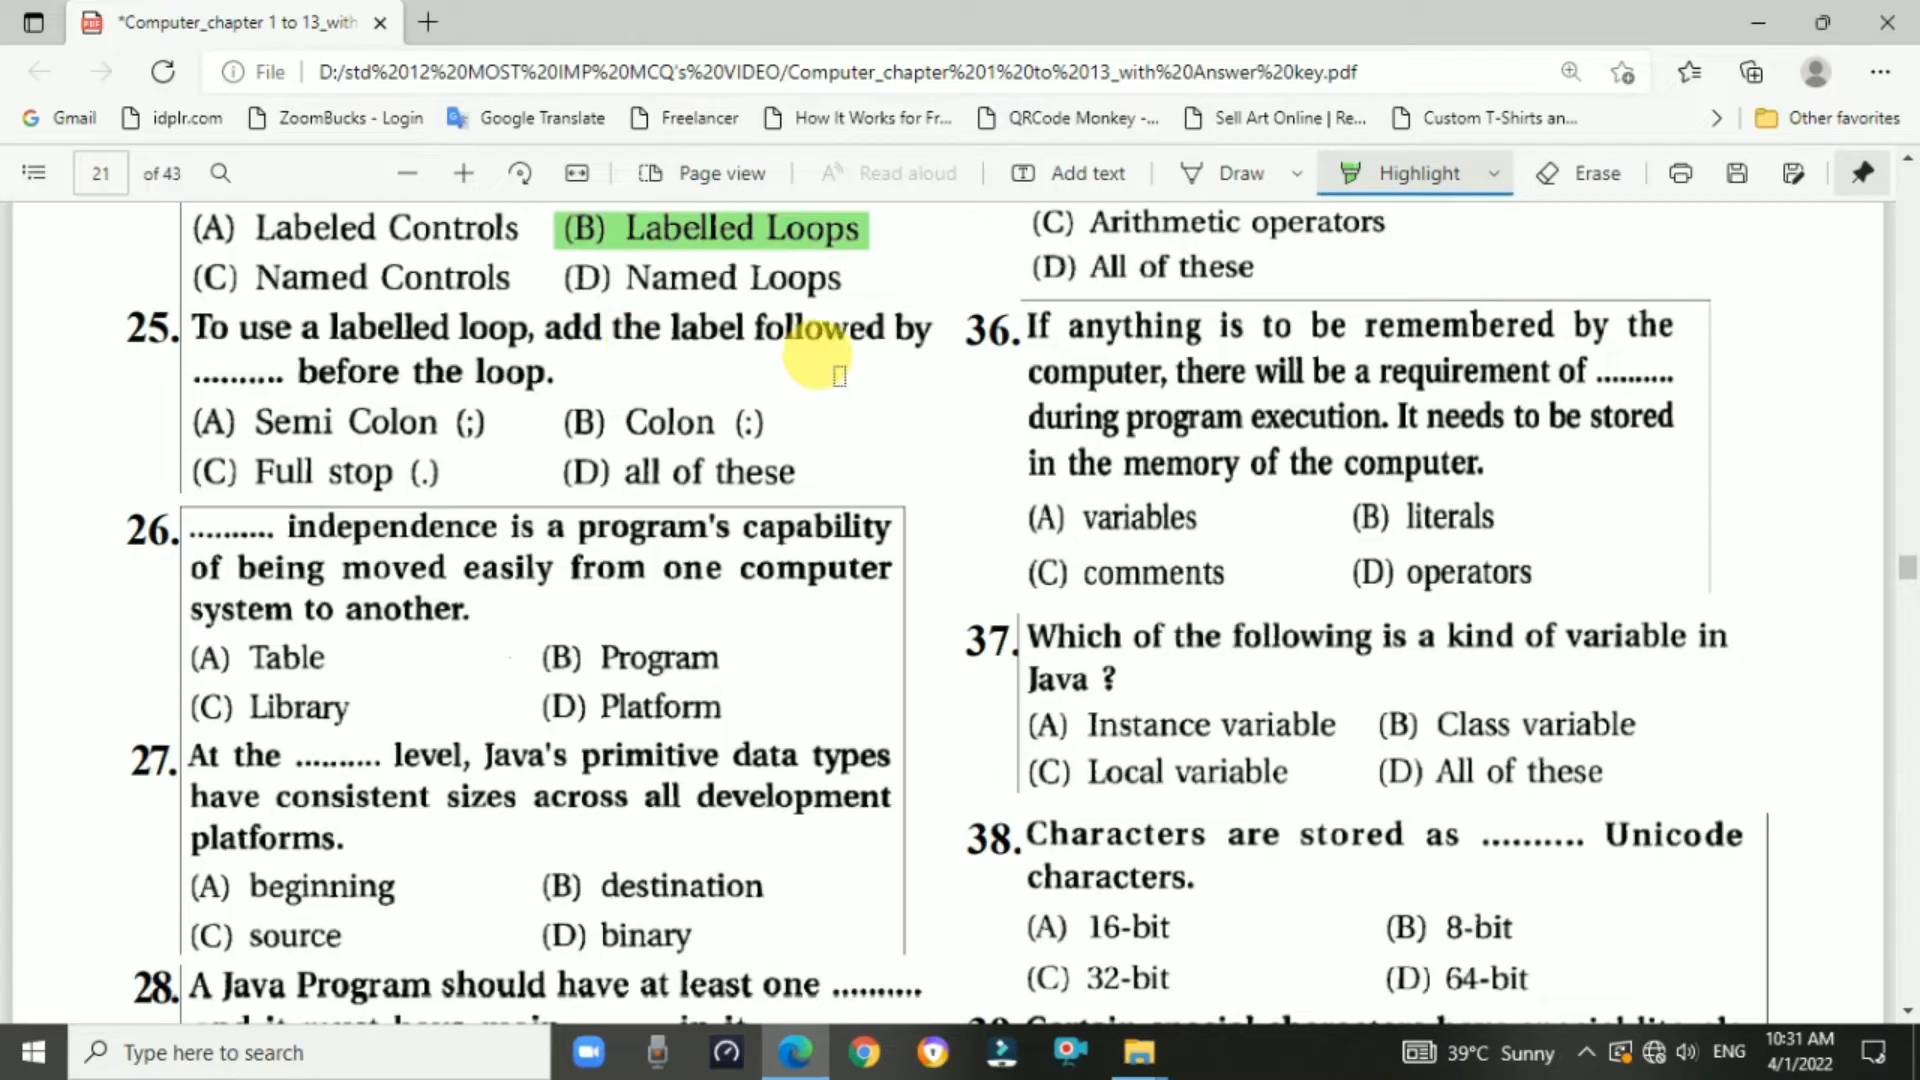 *Computer_chapter 1 to 13_with
File
D:/std%2012%20MOST%20IMP%20MCQ's%20VIDEO/Computer_chapter%201%20to%2013_with%20Answer%20key.pdf
Gmail
idplr.com
ZoomBucks - Login
Google Translate
Freelancer
How It Works for Fr...
QRCode Monkey -...
Sell Art Online | Re...
Custom T-Shirts an...
Other favorites
21 of 43
Page view
Read aloud
Add text
Draw
Highlight
Erase
(A) Labeled Controls (B) Labelled Loops
(C) Named Controls (D) Named Loops
25. To use a labelled loop, add the label followed by
.......... before the loop.
(A) Semi Colon (;) (B) Colon (:)
(C) Full stop (.) (D) all of these
26. .......... independence is a program's capability
of being moved easily from one computer
system to another.
(A) Table (B) Program
(C) Library (D) Platform
27. At the .......... level, Java's primitive data types
have consistent sizes across all development
platforms.
(A) beginning (B) destination
(C) source (D) binary
28. A Java Program should have at least one ..........
(C) Arithmetic operators
(D) All of these
36. If anything is to be remembered by the
computer, there will be a requirement of ..........
during program execution. It needs to be stored
in the memory of the computer.
(A) variables (B) literals
(C) comments (D) operators
37. Which of the following is a kind of variable in
Java ?
(A) Instance variable (B) Class variable
(C) Local variable (D) All of these
38. Characters are stored as .......... Unicode
characters.
(A) 16-bit (B) 8-bit
(C) 32-bit (D) 64-bit
Type here to search
39°C Sunny
ENG
10:31 AM
4/1/2022